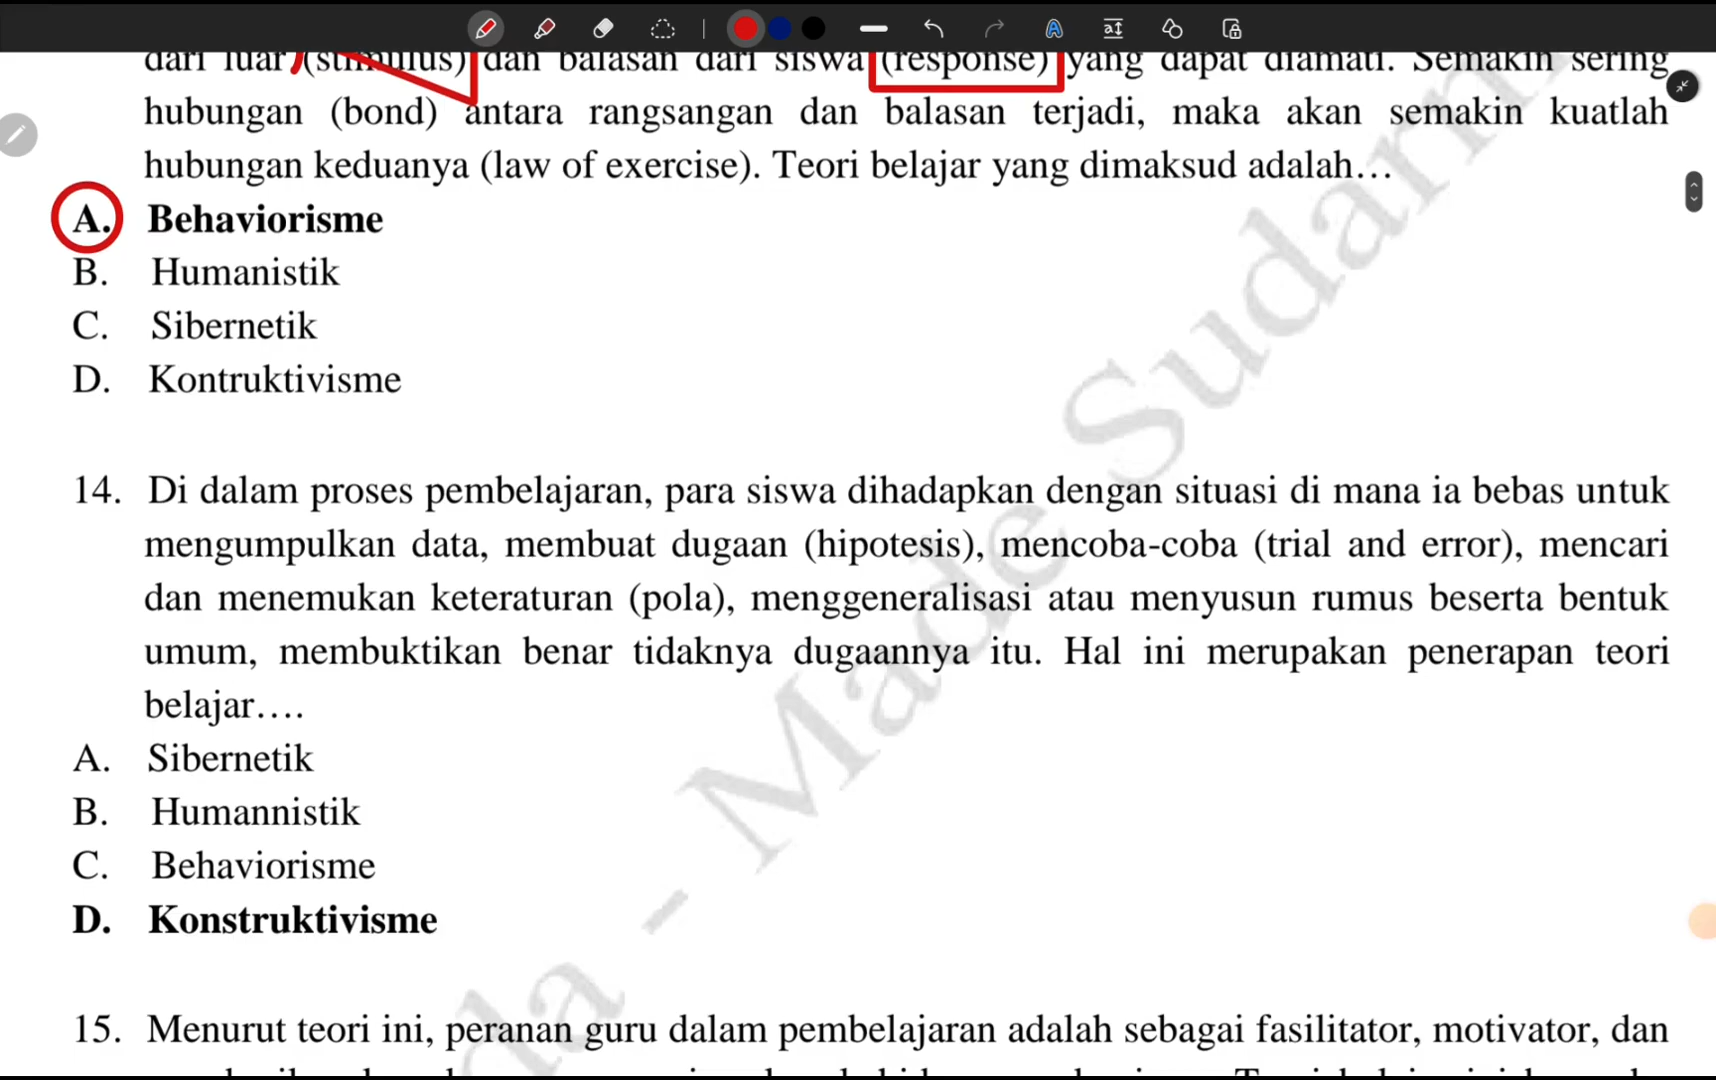 dari luar (stimulus) dan balasan dari siswa (response) yang dapat diamati. Semakin sering
hubungan (bond) antara rangsangan dan balasan terjadi, maka akan semakin kuatlah
hubungan keduanya (law of exercise). Teori belajar yang dimaksud adalah…
A. Behaviorisme
B. Humanistik
C. Sibernetik
D. Kontruktivisme
14. Di dalam proses pembelajaran, para siswa dihadapkan dengan situasi di mana ia bebas untuk
mengumpulkan data, membuat dugaan (hipotesis), mencoba-coba (trial and error), mencari
dan menemukan keteraturan (pola), menggeneralisasi atau menyusun rumus beserta bentuk
umum, membuktikan benar tidaknya dugaannya itu. Hal ini merupakan penerapan teori
belajar….
A. Sibernetik
B. Humannistik
C. Behaviorisme
D. Konstruktivisme
15. Menurut teori ini, peranan guru dalam pembelajaran adalah sebagai fasilitator, motivator, dan
da - Made Sudarm